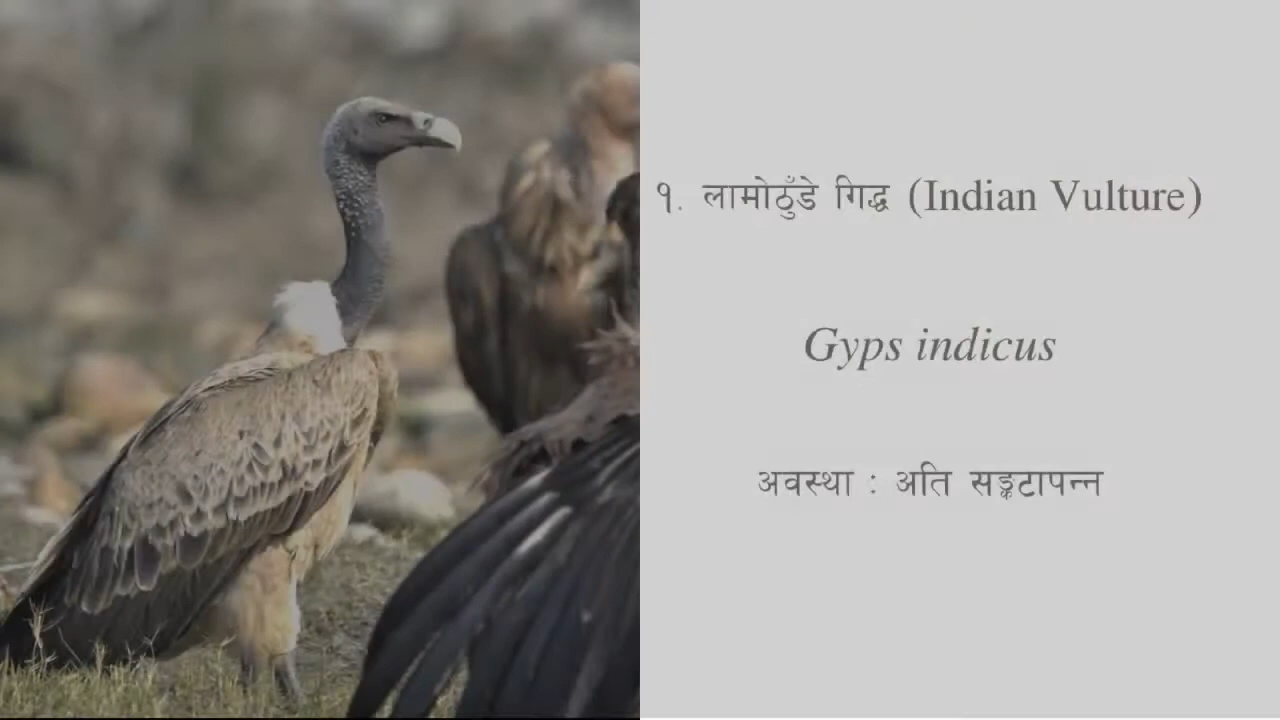 १. लामोठुँडे गिद्ध (Indian Vulture)
Gyps indicus
अवस्था : अति सङ्कटापन्न